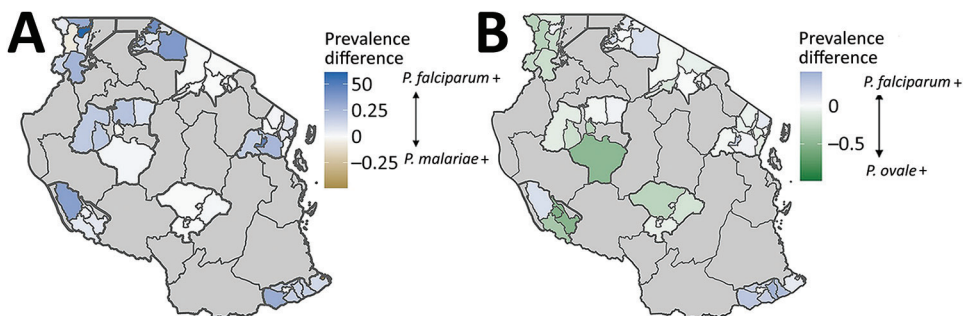 A
Prevalence
difference
50
0.25
0
−0.25
P. falciparum +
P. malariae +
B
Prevalence
difference
0
−0.5
P. falciparum +
P. ovale +